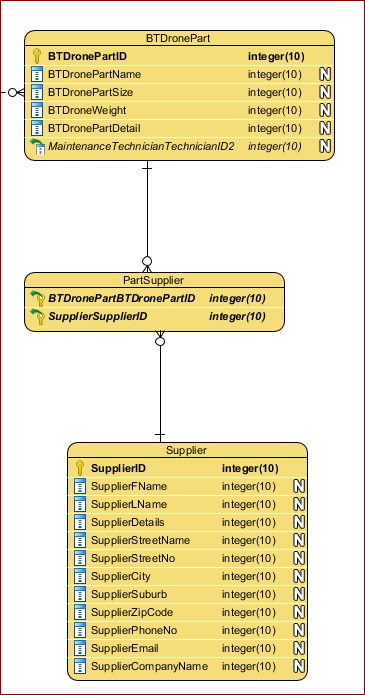 BTDronePart
BTDronePartID integer(10)
BTDronePartName integer(10) N
BTDronePartSize integer(10) N
BTDroneWeight integer(10) N
BTDronePartDetail integer(10) N
MaintenanceTechnicianTechnicianID2 integer(10) N
PartSupplier
BTDronePartBTDronePartID integer(10)
SupplierSupplierID integer(10)
Supplier
SupplierID integer(10)
SupplierFName integer(10) N
SupplierLName integer(10) N
SupplierDetails integer(10) N
SupplierStreetName integer(10) N
SupplierStreetNo integer(10) N
SupplierCity integer(10) N
SupplierSuburb integer(10) N
SupplierZipCode integer(10) N
SupplierPhoneNo integer(10) N
SupplierEmail integer(10) N
SupplierCompanyName integer(10) N